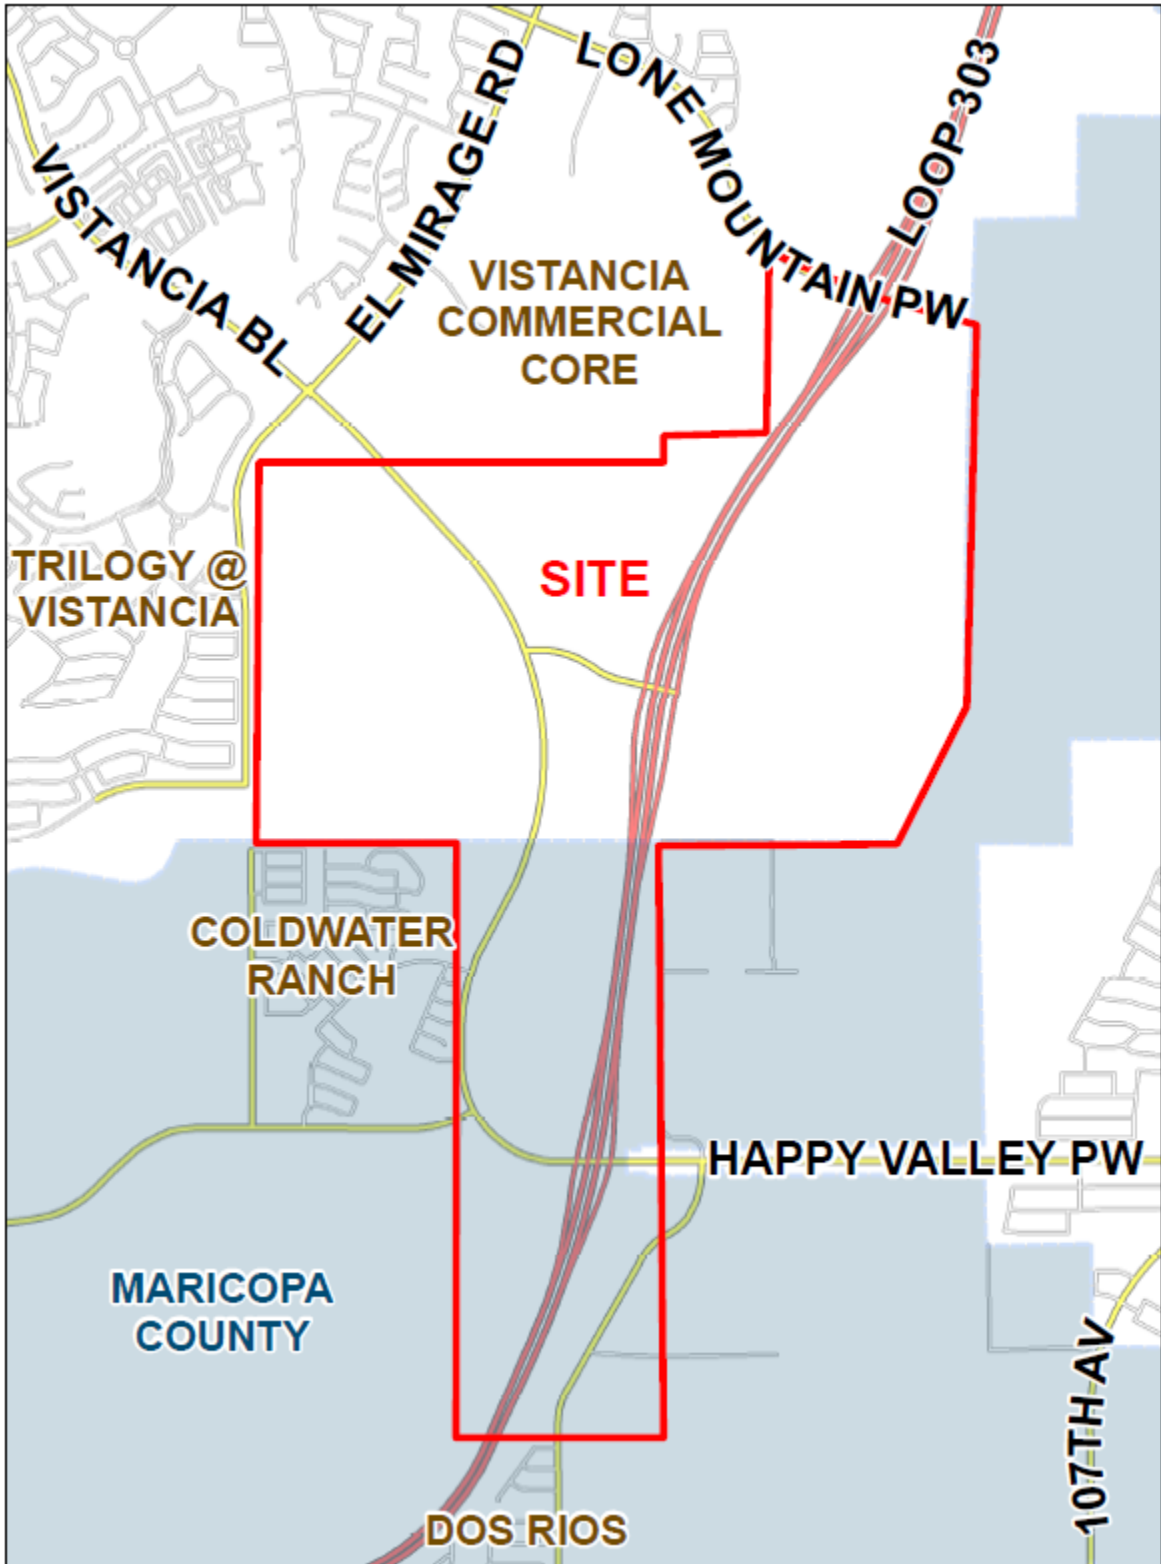 LONE MOUNTAIN PW
LOOP 303
EL MIRAGE RD
VISTANCIA BL
VISTANCIA
COMMERCIAL
CORE
TRILOGY @
VISTANCIA
SITE
COLDWATER
RANCH
HAPPY VALLEY PW
MARICOPA
COUNTY
107TH AV
DOS RIOS